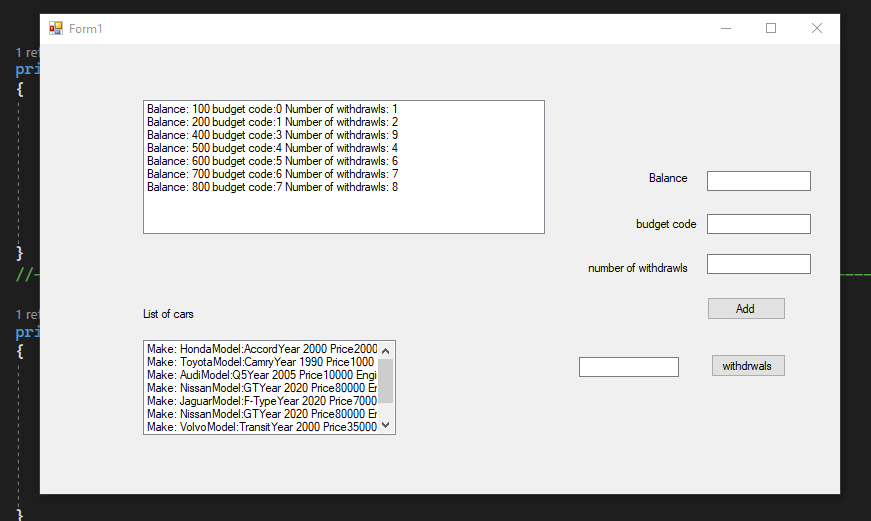 Form1
1 ref
pri
{
Balance: 100 budget code:0 Number of withdrawls: 1
Balance: 200 budget code:1 Number of withdrawls: 2
Balance: 400 budget code:3 Number of withdrawls: 9
Balance: 500 budget code:4 Number of withdrawls: 4
Balance: 600 budget code:5 Number of withdrawls: 6
Balance: 700 budget code:6 Number of withdrawls: 7
Balance: 800 budget code:7 Number of withdrawls: 8
Balance
budget code
number of withdrawls
}
//-
Add
1 ref
pri
{
List of cars
Make: HondaModel:AccordYear 2000 Price2000
Make: ToyotaModel:CamryYear 1990 Price1000
Make: AudiModel:Q5Year 2005 Price10000 Engi
Make: NissanModel:GTYear 2020 Price80000 Er
Make: JaguarModel:F-TypeYear 2020 Price7000
Make: NissanModel:GTYear 2020 Price80000 Er
Make: VolvoModel:TransitYear 2000 Price35000
withdrwals
}